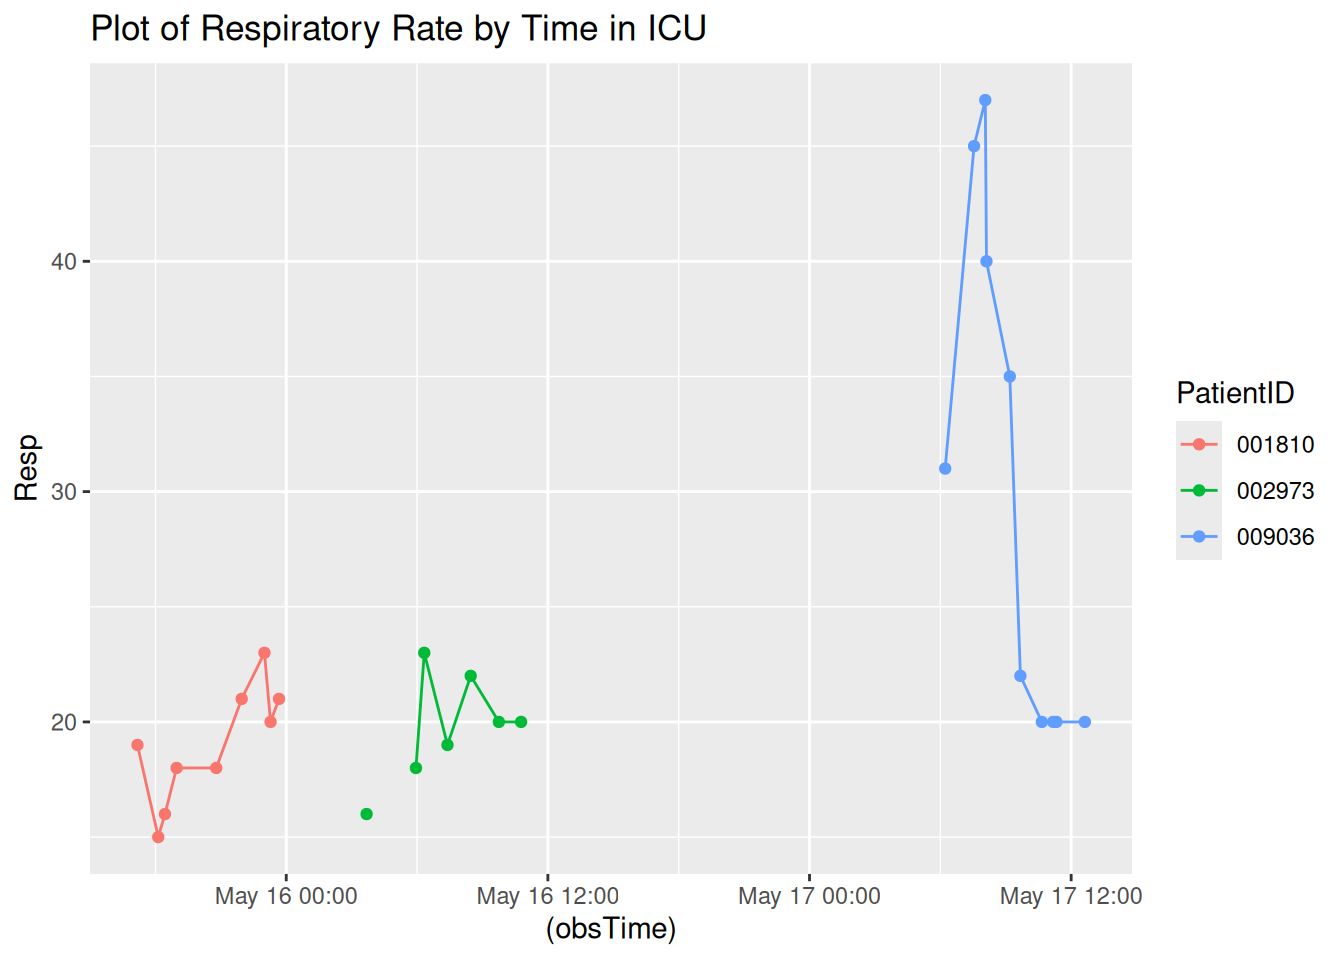 Plot of Respiratory Rate by Time in ICU
Resp
40
30
20
May 16 00:00
May 16 12:00
May 17 00:00
May 17 12:00
(obsTime)
PatientID
001810
002973
009036